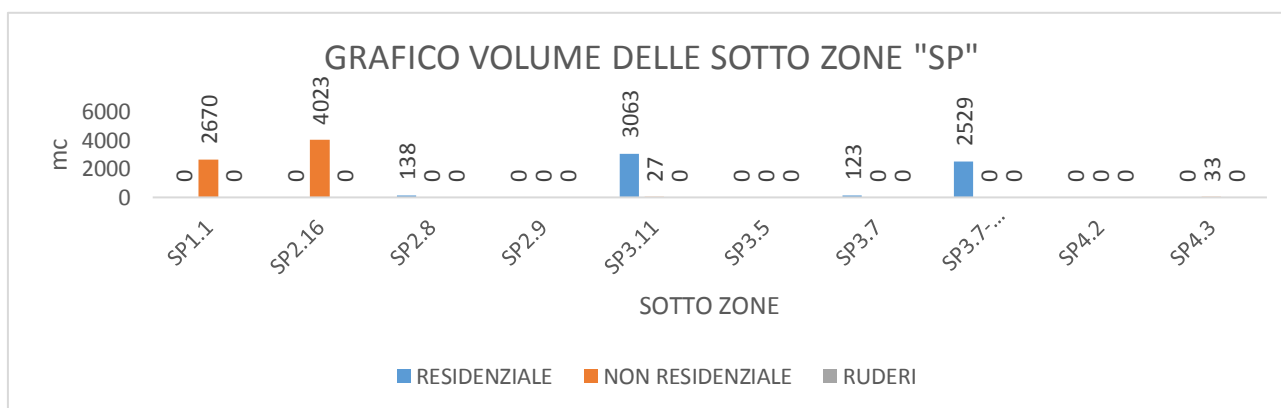 GRAFICO VOLUME DELLE SOTTO ZONE "SP"
mc
6000
4000
2000
0
0 2670 0
0 4023 0
138 0 0
0 0 0
3063 27 0
0 0 0
123 0 0
2529 0 0
0 0 0
0 33 0
SP1.1
SP2.16
SP2.8
SP2.9
SP3.11
SP3.5
SP3.7
SP3.7-...
SP4.2
SP4.3
SOTTO ZONE
RESIDENZIALE NON RESIDENZIALE RUDERI